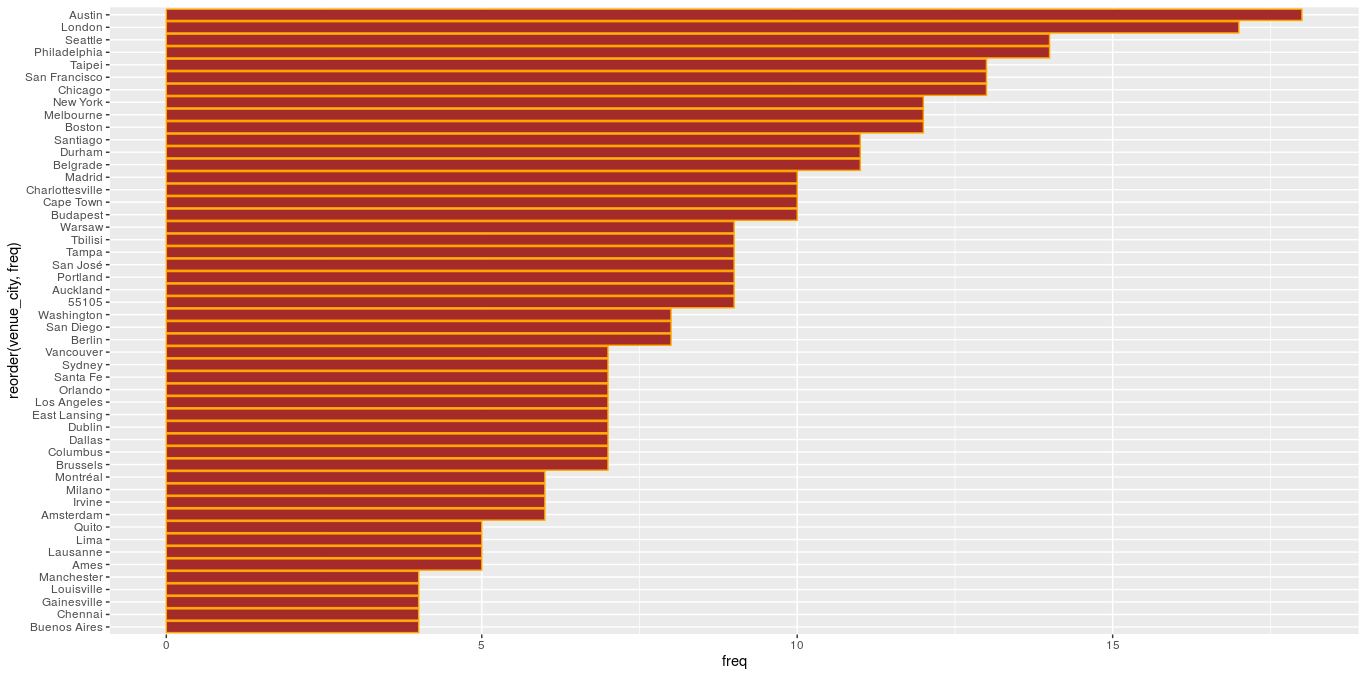 Austin
London
Seattle
Philadelphia
Taipei
San Francisco
Chicago
New York
Melbourne
Boston
Santiago
Durham
Belgrade
Madrid
Charlottesville
Cape Town
Budapest
Warsaw
Tbilisi
Tampa
San José
Portland
Auckland
55105
Washington
San Diego
Berlin
Vancouver
Sydney
Santa Fe
Orlando
Los Angeles
East Lansing
Dublin
Dallas
Columbus
Brussels
Montréal
Milano
Irvine
Amsterdam
Quito
Lima
Lausanne
Ames
Manchester
Louisville
Gainesville
Chennai
Buenos Aires
reorder(venue_city, freq)
0 5 10 15
freq